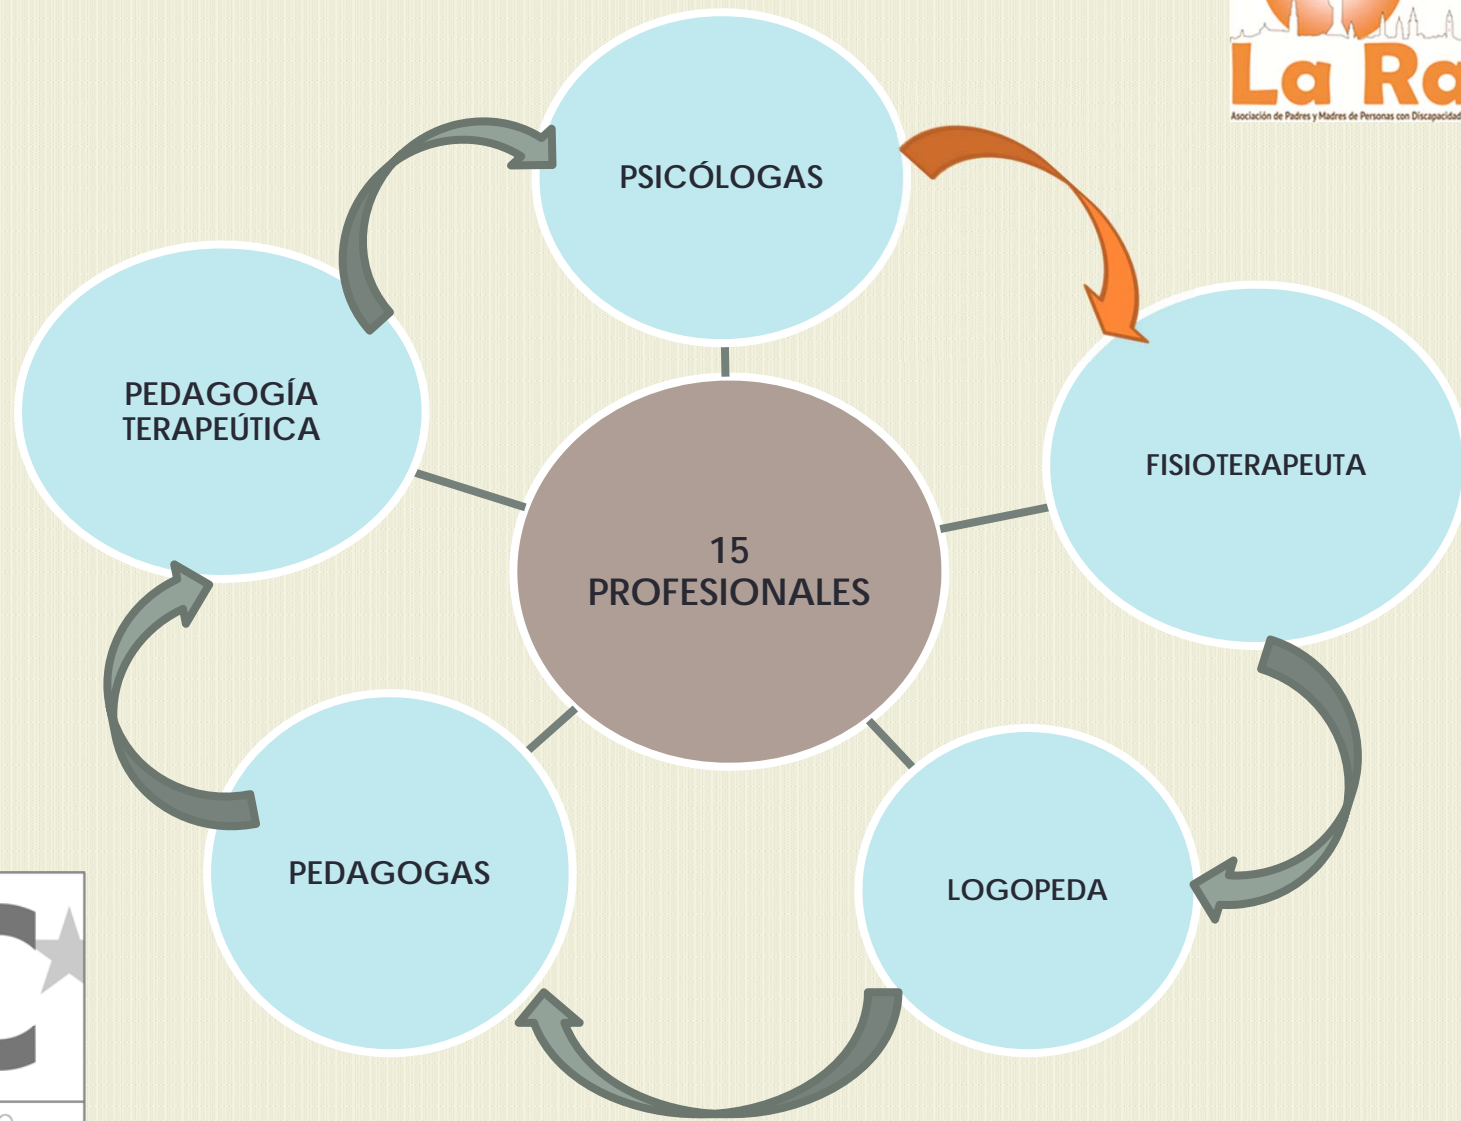 La Ra
Asociación de Padres y Madres de Personas con Discapacidad
PSICÓLOGAS
PEDAGOGÍA
TERAPEÚTICA
FISIOTERAPEUTA
15
PROFESIONALES
PEDAGOGAS
LOGOPEDA
C